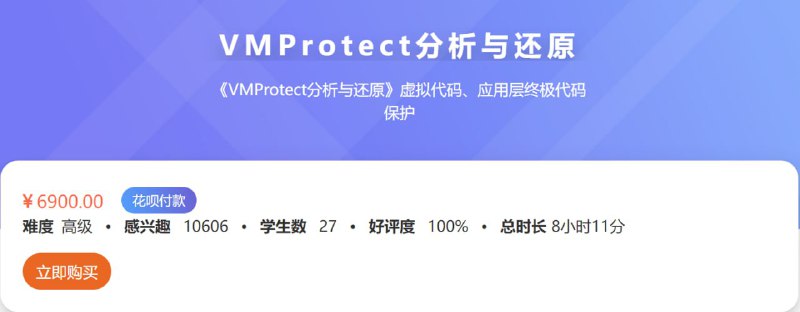 VMProtect分析与还原
《VMProtect分析与还原》虚拟代码、应用层终极代码
保护
¥6900.00 花呗付款
难度 高级 • 感兴趣 10606 • 学生数 27 • 好评度 100% • 总时长 8小时11分
立即购买